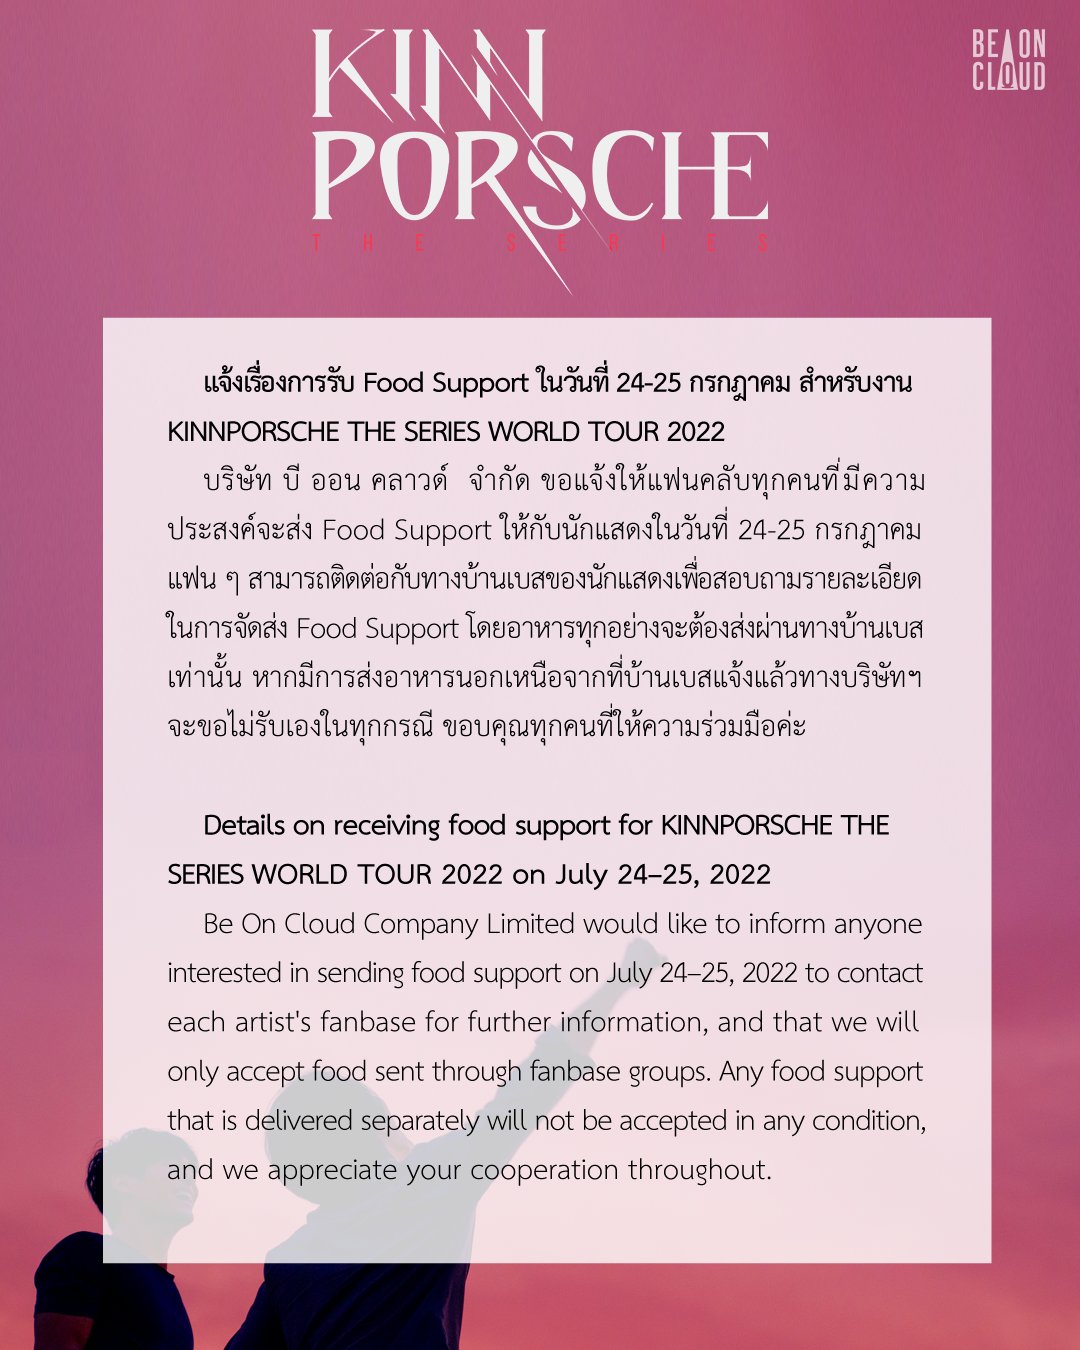 KINN
PORSCHE
THE SERIES
BE ON
CLOUD
แจ้งเรื่องการรับ Food Support ในวันที่ 24-25 กรกฎาคม สำหรับงาน
KINNPORSCHE THE SERIES WORLD TOUR 2022
บริษัท บี ออน คลาวด์ จำกัด ขอแจ้งให้แฟนคลับทุกคนที่มีความ
ประสงค์จะส่ง Food Support ให้กับนักแสดงในวันที่ 24-25 กรกฎาคม
แฟน ๆ สามารถติดต่อกับทางบ้านเบสของนักแสดงเพื่อสอบถามรายละเอียด
ในการจัดส่ง Food Support โดยอาหารทุกอย่างจะต้องส่งผ่านทางบ้านเบส
เท่านั้น หากมีการส่งอาหารนอกเหนือจากที่บ้านเบสแจ้งแล้วทางบริษัทฯ
จะขอไม่รับเองในทุกกรณี ขอบคุณทุกคนที่ให้ความร่วมมือค่ะ
Details on receiving food support for KINNPORSCHE THE
SERIES WORLD TOUR 2022 on July 24–25, 2022
Be On Cloud Company Limited would like to inform anyone
interested in sending food support on July 24–25, 2022 to contact
each artist's fanbase for further information, and that we will
only accept food sent through fanbase groups. Any food support
that is delivered separately will not be accepted in any condition,
and we appreciate your cooperation throughout.